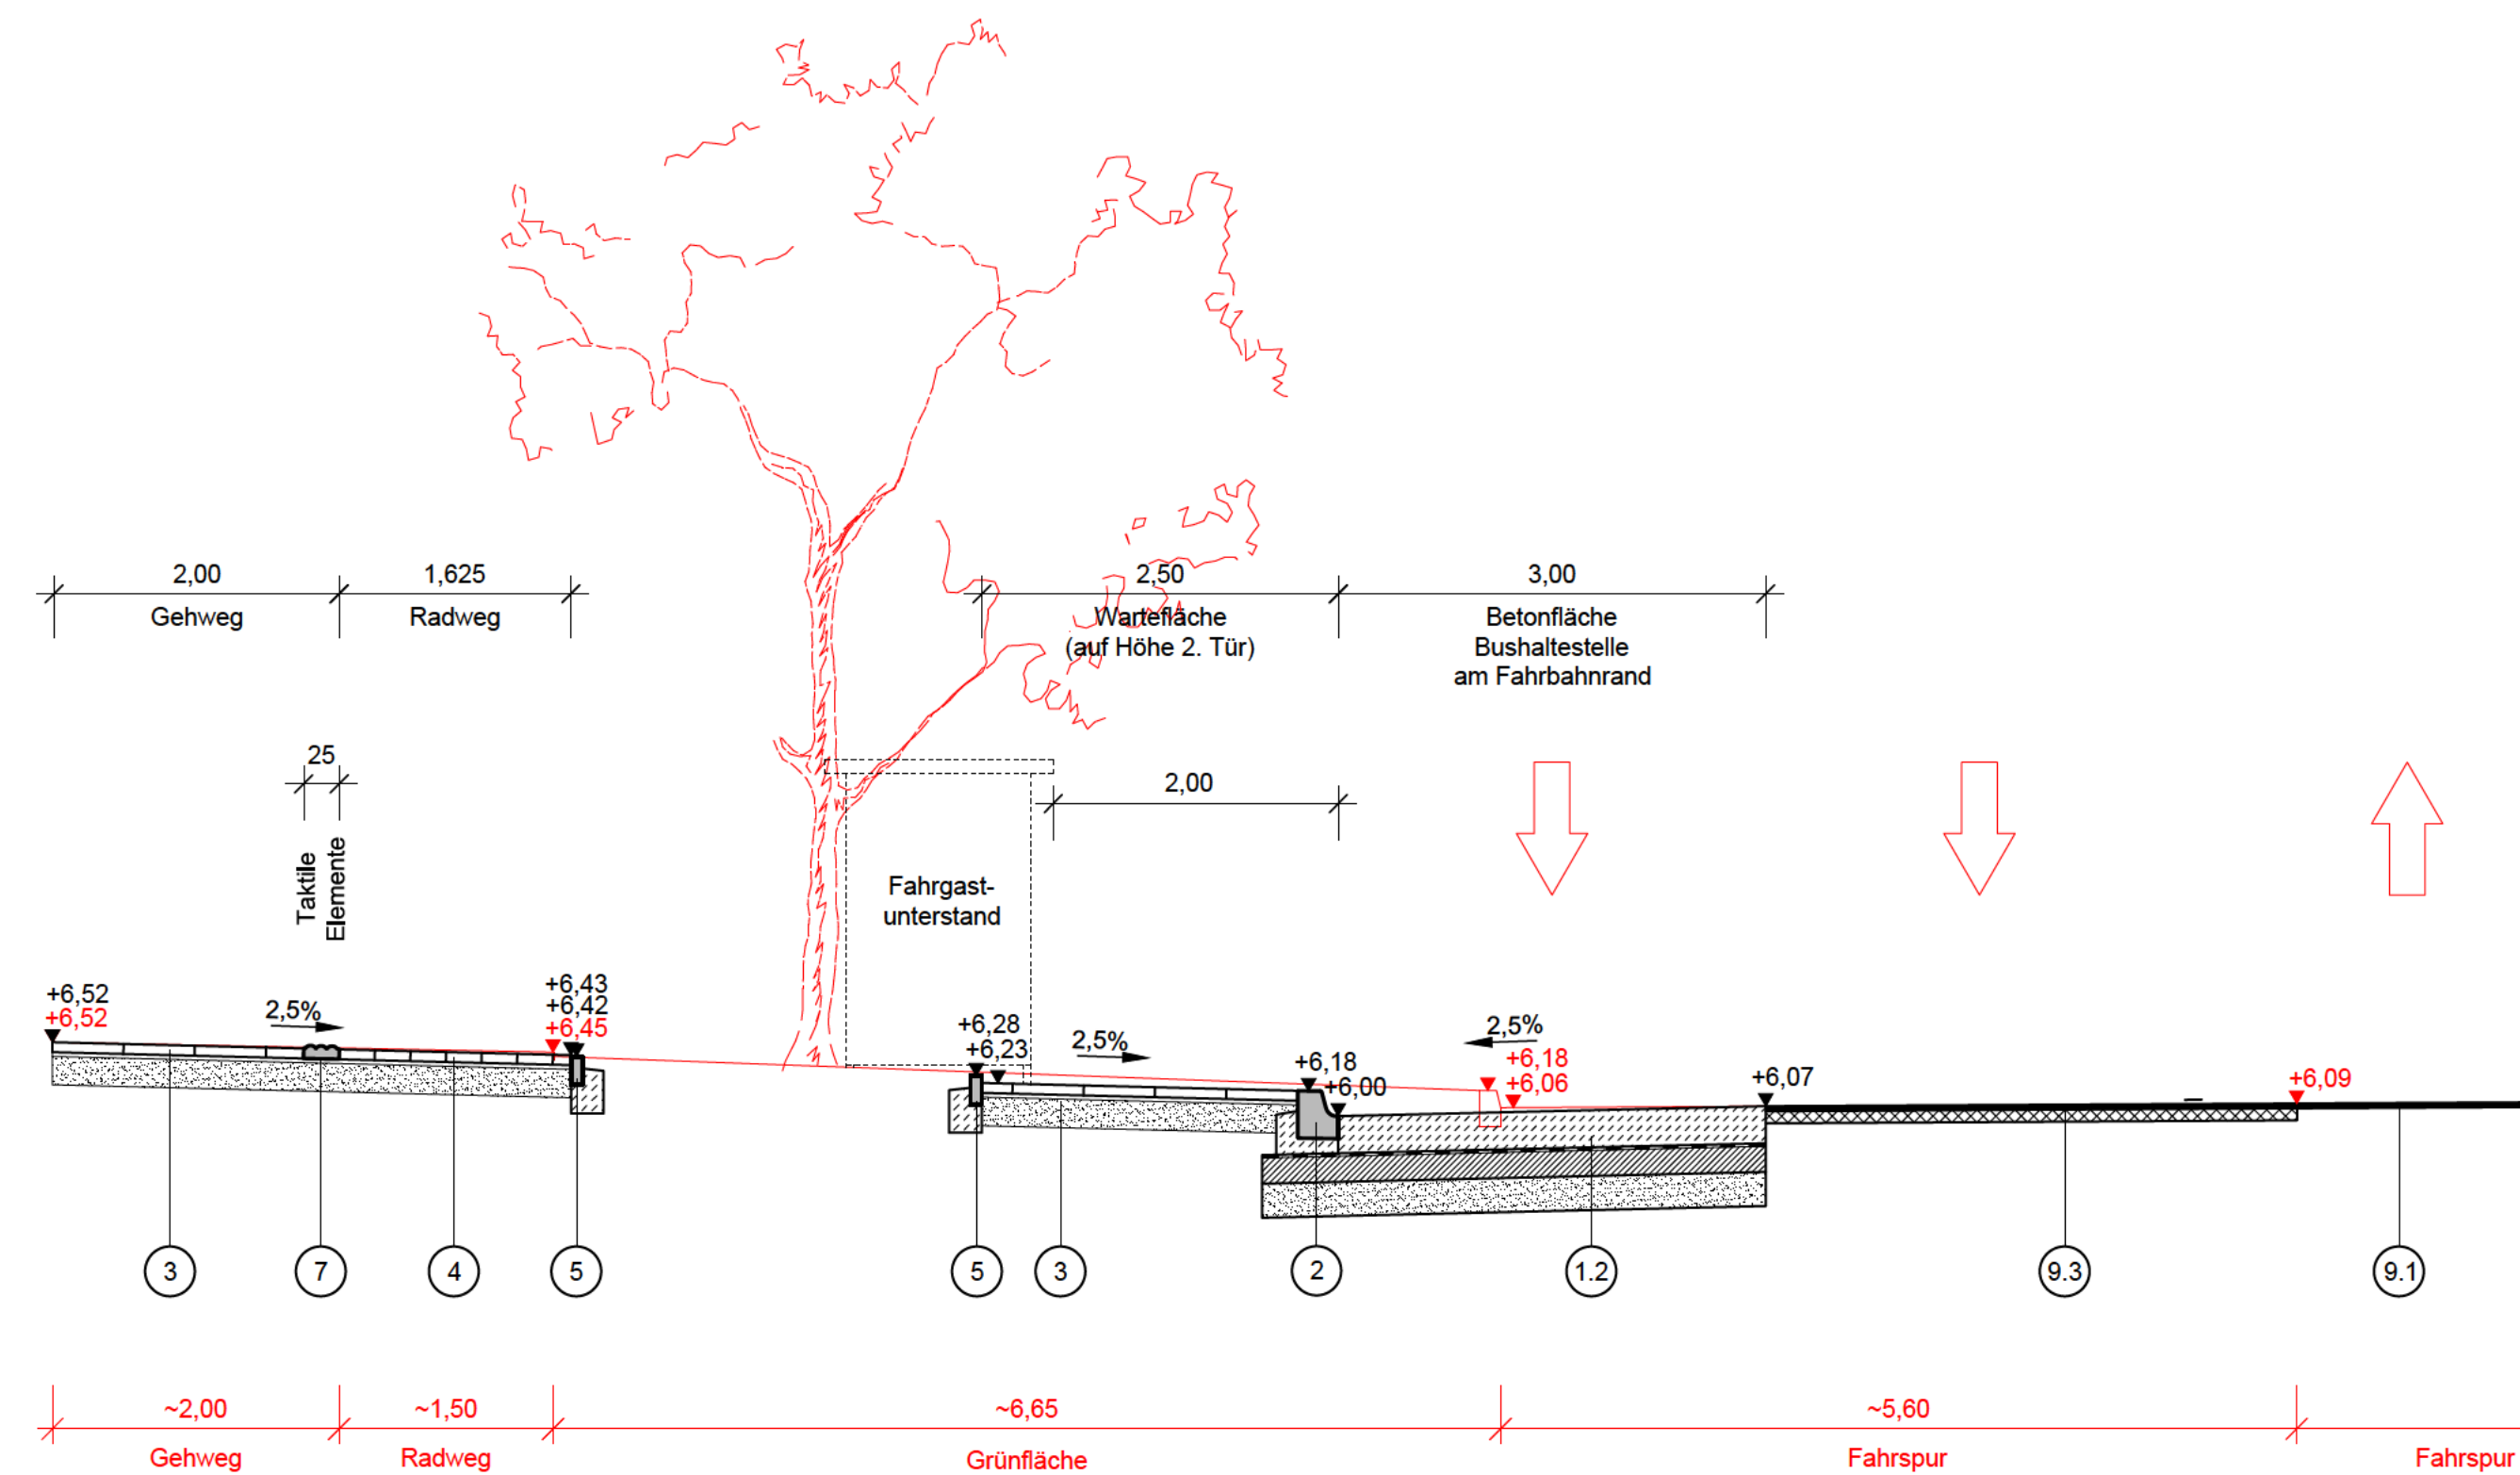 2,00
1,625
2,50
3,00
Gehweg
Radweg
Wartefläche
(auf Höhe 2. Tür)
Betonfläche
Bushaltestelle
am Fahrbahnrand
25
Taktile
Elemente
2,00
Fahrgast-
unterstand
+6,52
+6,52
2,5%
+6,43
+6,42
+6,45
+6,28
+6,23
2,5%
+6,18
+6,00
2,5%
+6,18
+6,06
+6,07
+6,09
3
7
4
5
5
3
2
1.2
9.3
9.1
~2,00
~1,50
~6,65
~5,60
Gehweg
Radweg
Grünfläche
Fahrspur
Fahrspur